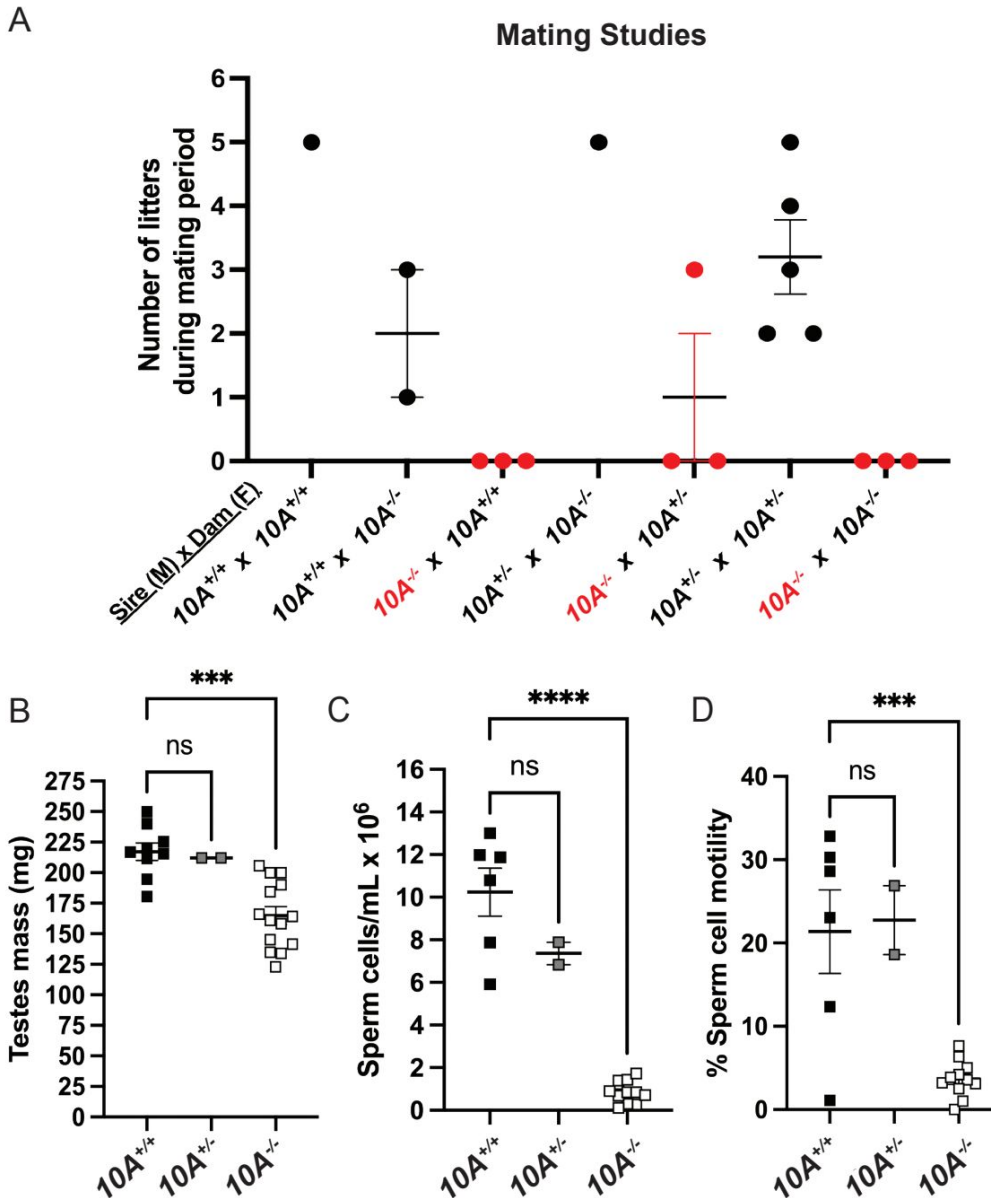 A
Mating Studies
Number of litters
during mating period
6
5
4
3
2
1
0
Sire (M) x Dam (F)
10A+/+ x 10A+/+
10A+/+ x 10A-/-
10A-/- x 10A+/+
10A+/- x 10A-/-
10A-/- x 10A+/-
10A+/- x 10A+/-
10A-/- x 10A-/-
B
***
ns
Testes mass (mg)
275
250
225
200
175
150
125
100
75
50
25
0
10A+/+
10A+/-
10A-/-
C
****
ns
Sperm cells/mL x 10⁶
16
14
12
10
8
6
4
2
0
10A+/+
10A+/-
10A-/-
D
***
ns
% Sperm cell motility
40
30
20
10
0
10A+/+
10A+/-
10A-/-